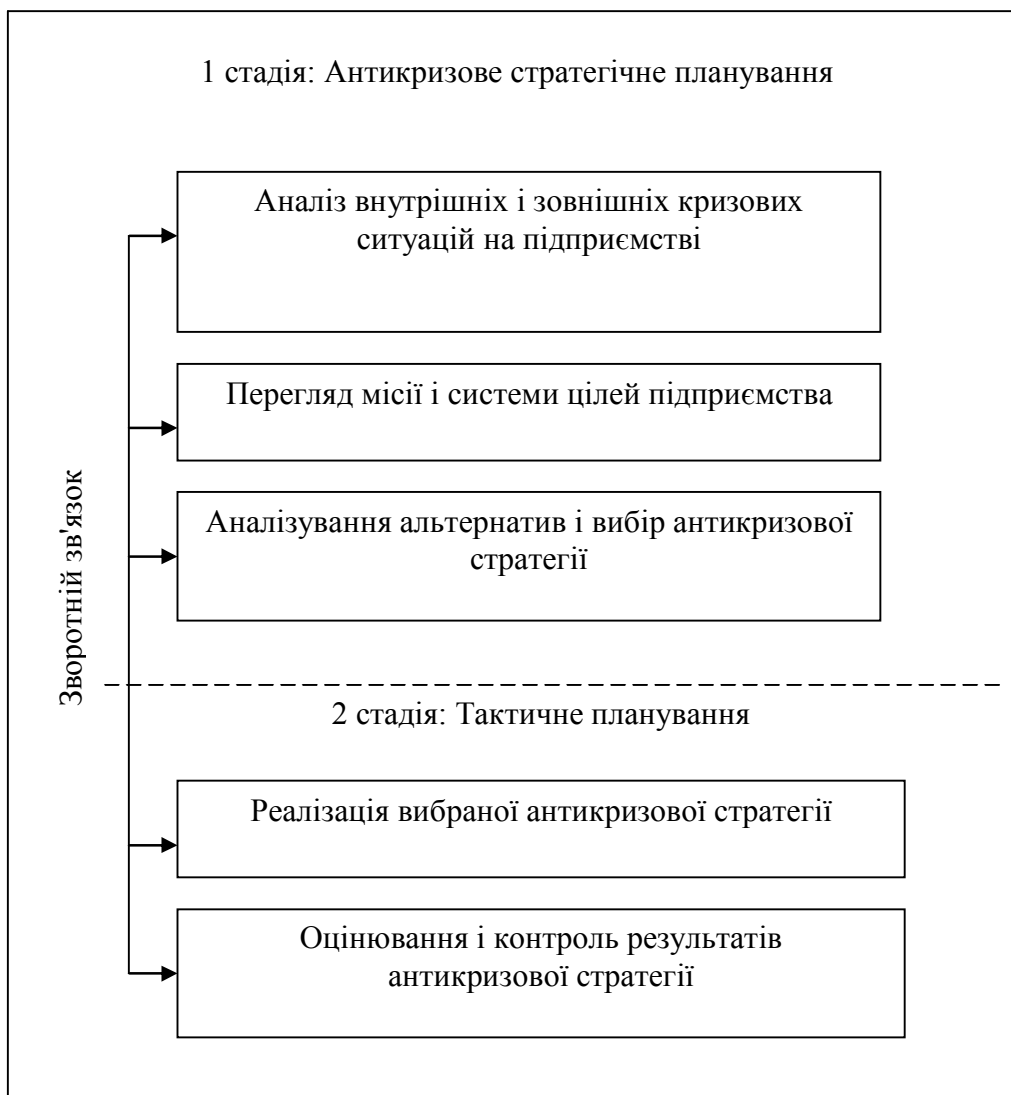 1 стадія: Антикризове стратегічне планування
Аналіз внутрішніх і зовнішніх кризових
ситуацій на підприємстві
Перегляд місії і системи цілей підприємства
Аналізування альтернатив і вибір антикризової
стратегії
Зворотній зв'язок
2 стадія: Тактичне планування
Реалізація вибраної антикризової стратегії
Оцінювання і контроль результатів
антикризової стратегії